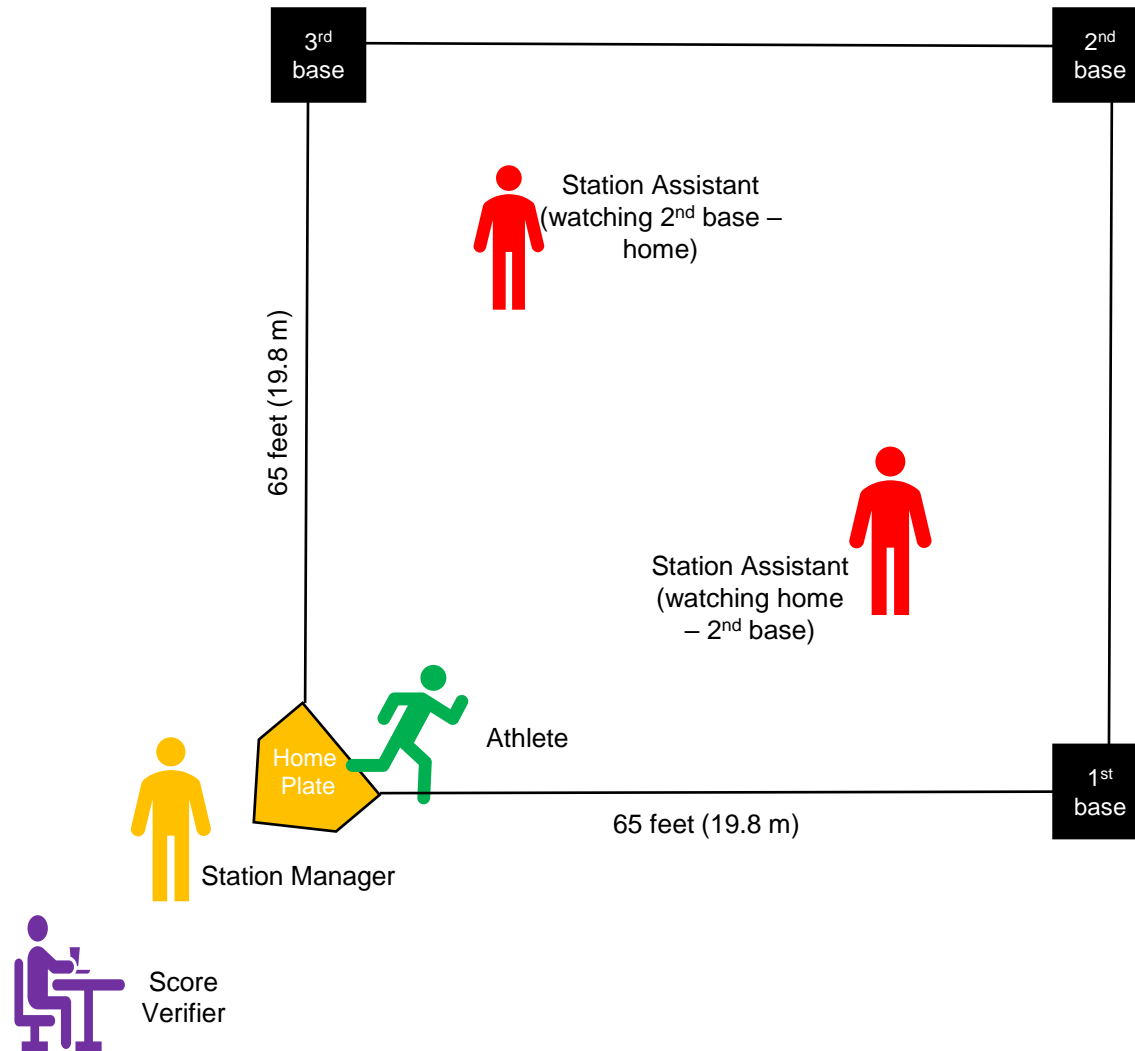 3rd
base
2nd
base
Station Assistant
(watching 2nd base –
home)
65 feet (19.8 m)
Station Assistant
(watching home
– 2nd base)
Athlete
Home
Plate
1st
base
65 feet (19.8 m)
Station Manager
Score
Verifier